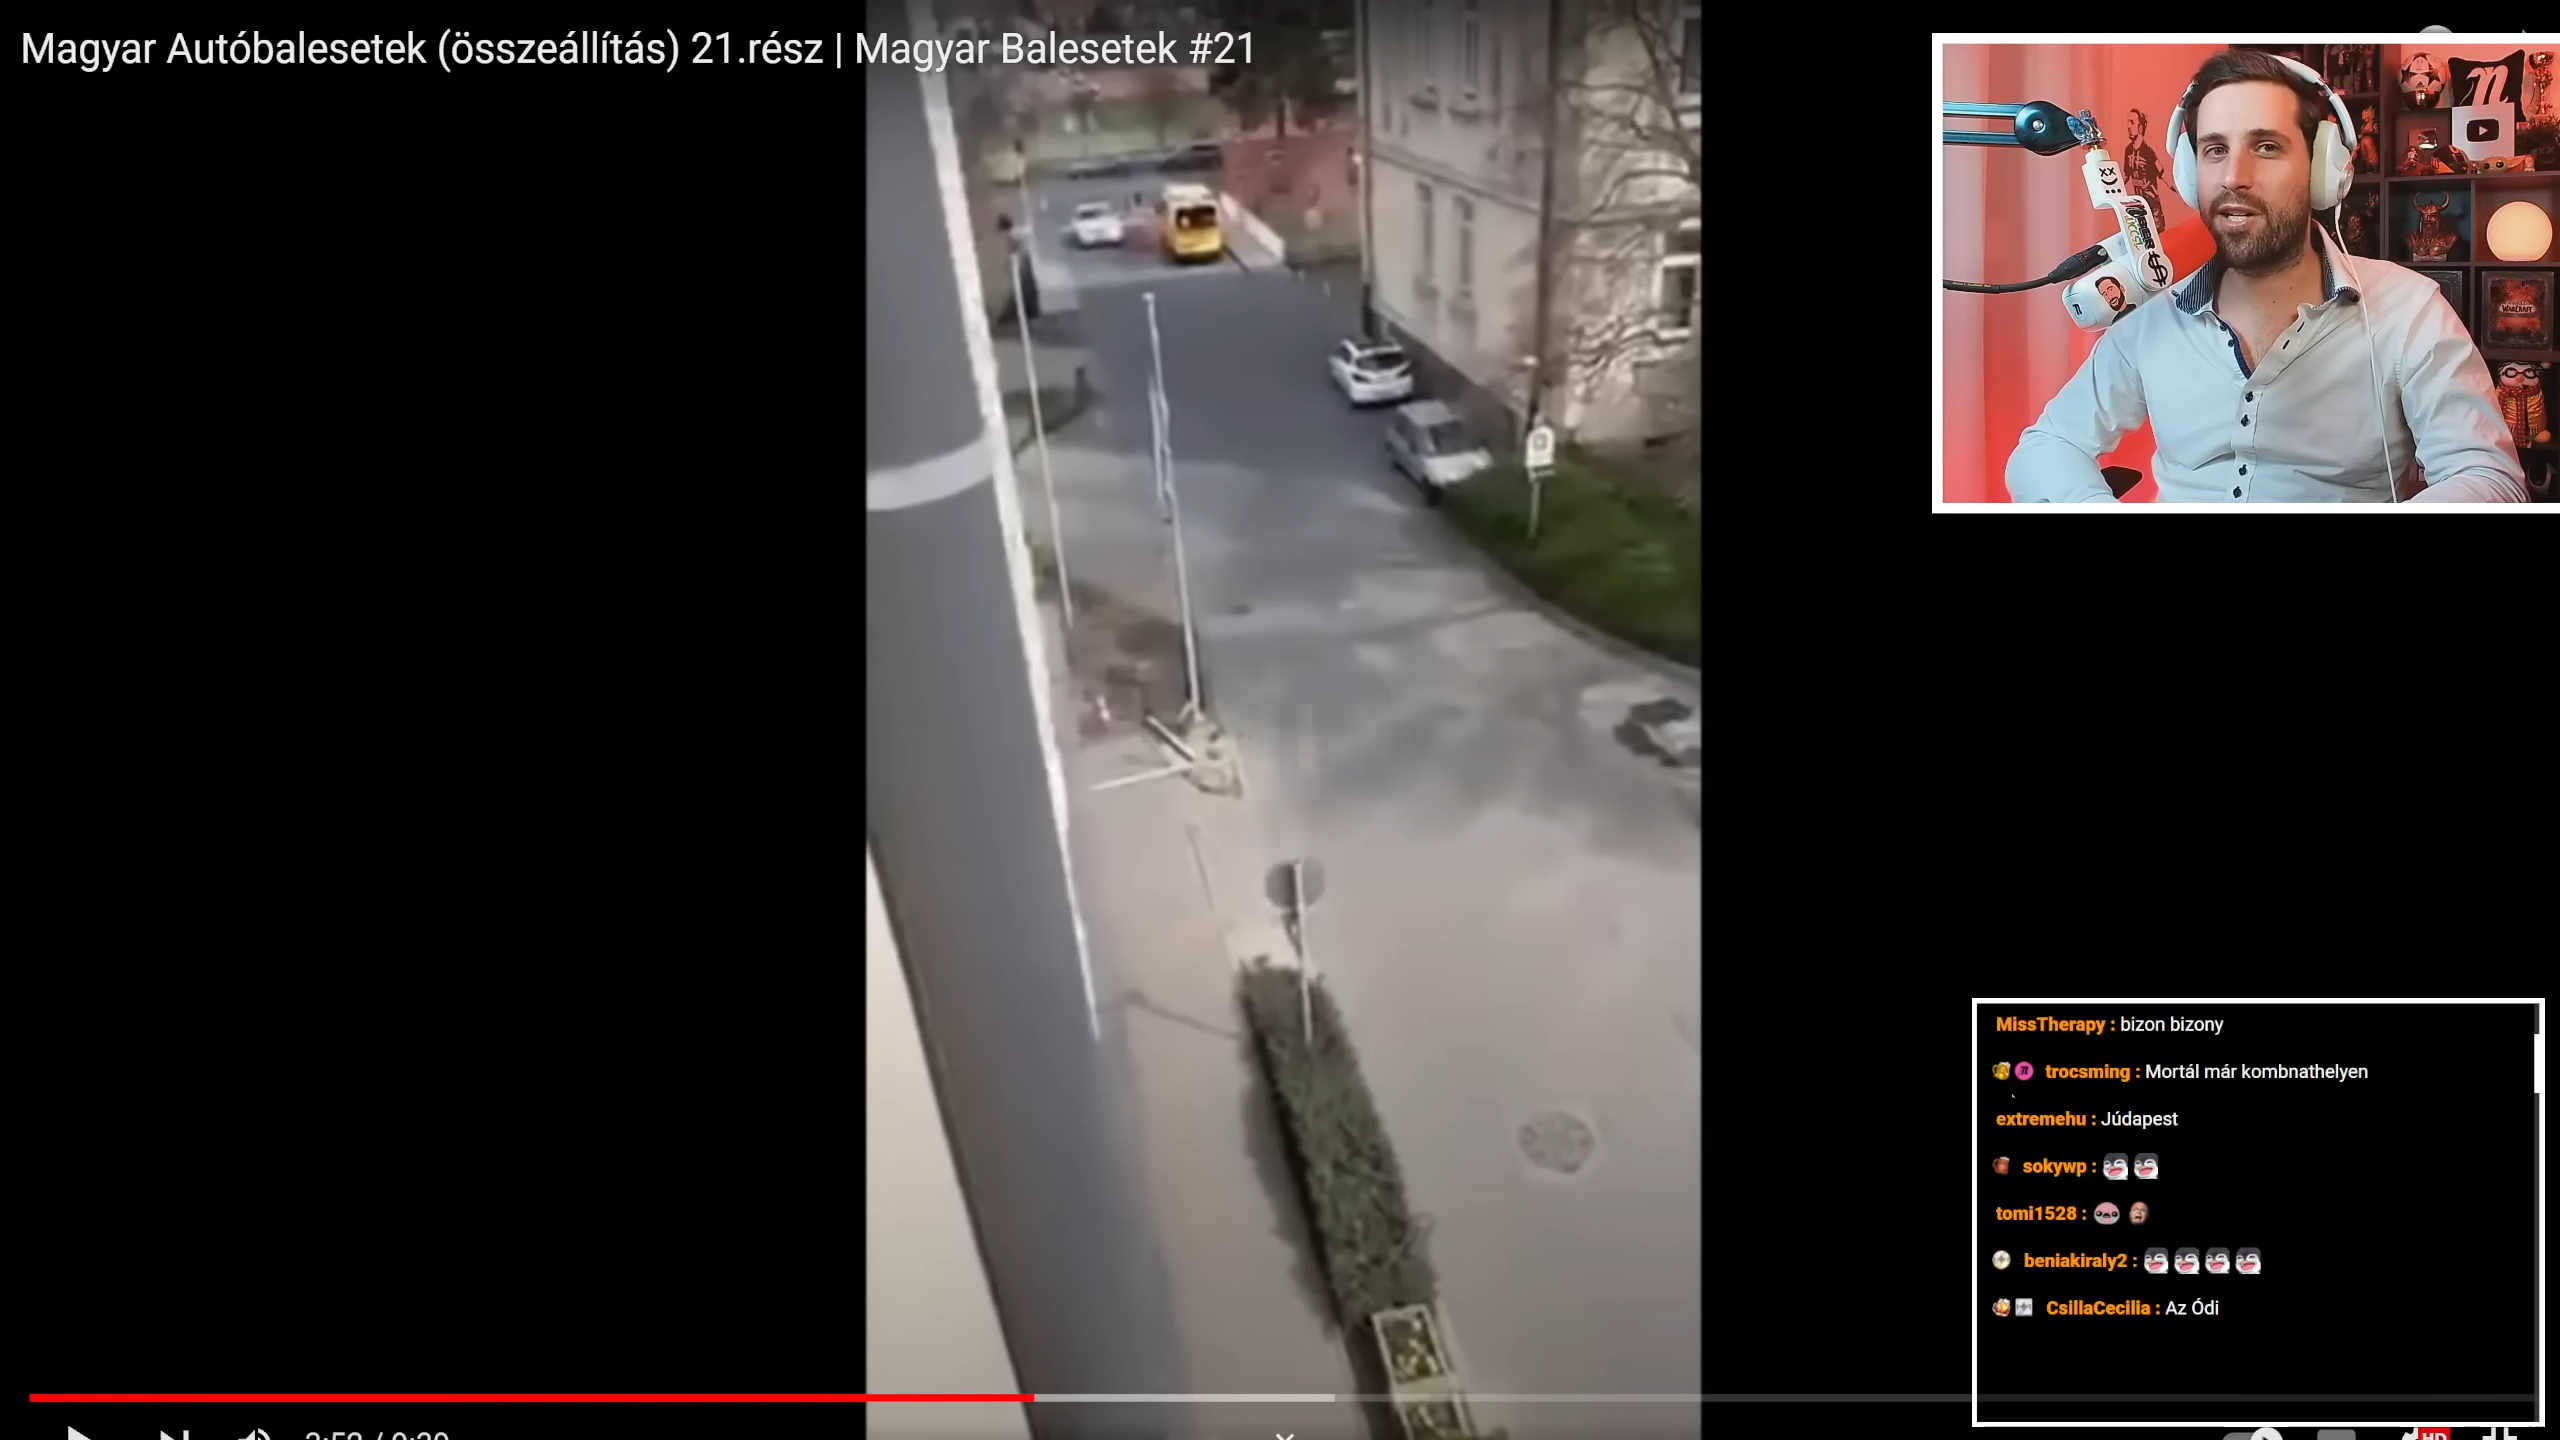 Magyar Autóbalesetek (összeállítás) 21.rész | Magyar Balesetek #21
MissTherapy : bizon bizony
trocsming : Mortál már kombnathelyen
extremehu : Júdapest
sokywp :
tomi1528 :
beniakiraly2 :
CsillaCecilia : Az Ódi
HD